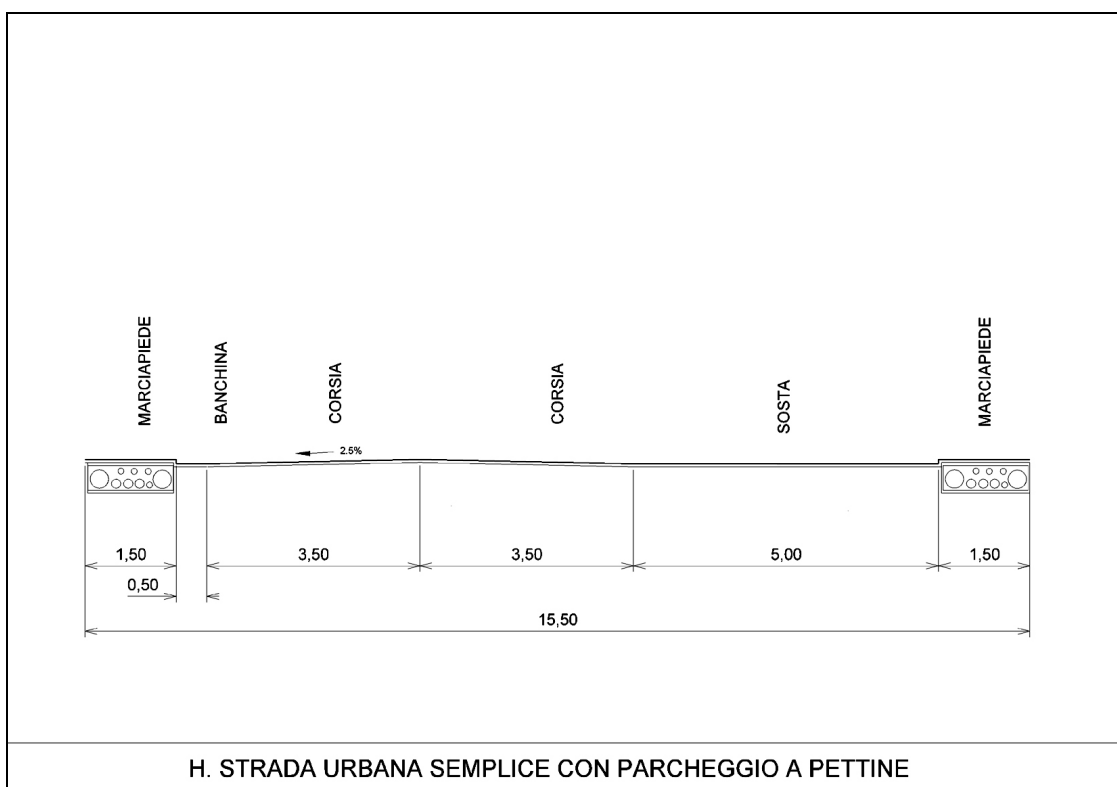 MARCIAPIEDE
BANCHINA
CORSIA
CORSIA
SOSTA
MARCIAPIEDE
2.5%
1,50
3,50
3,50
5,00
1,50
0,50
15,50
H. STRADA URBANA SEMPLICE CON PARCHEGGIO A PETTINE